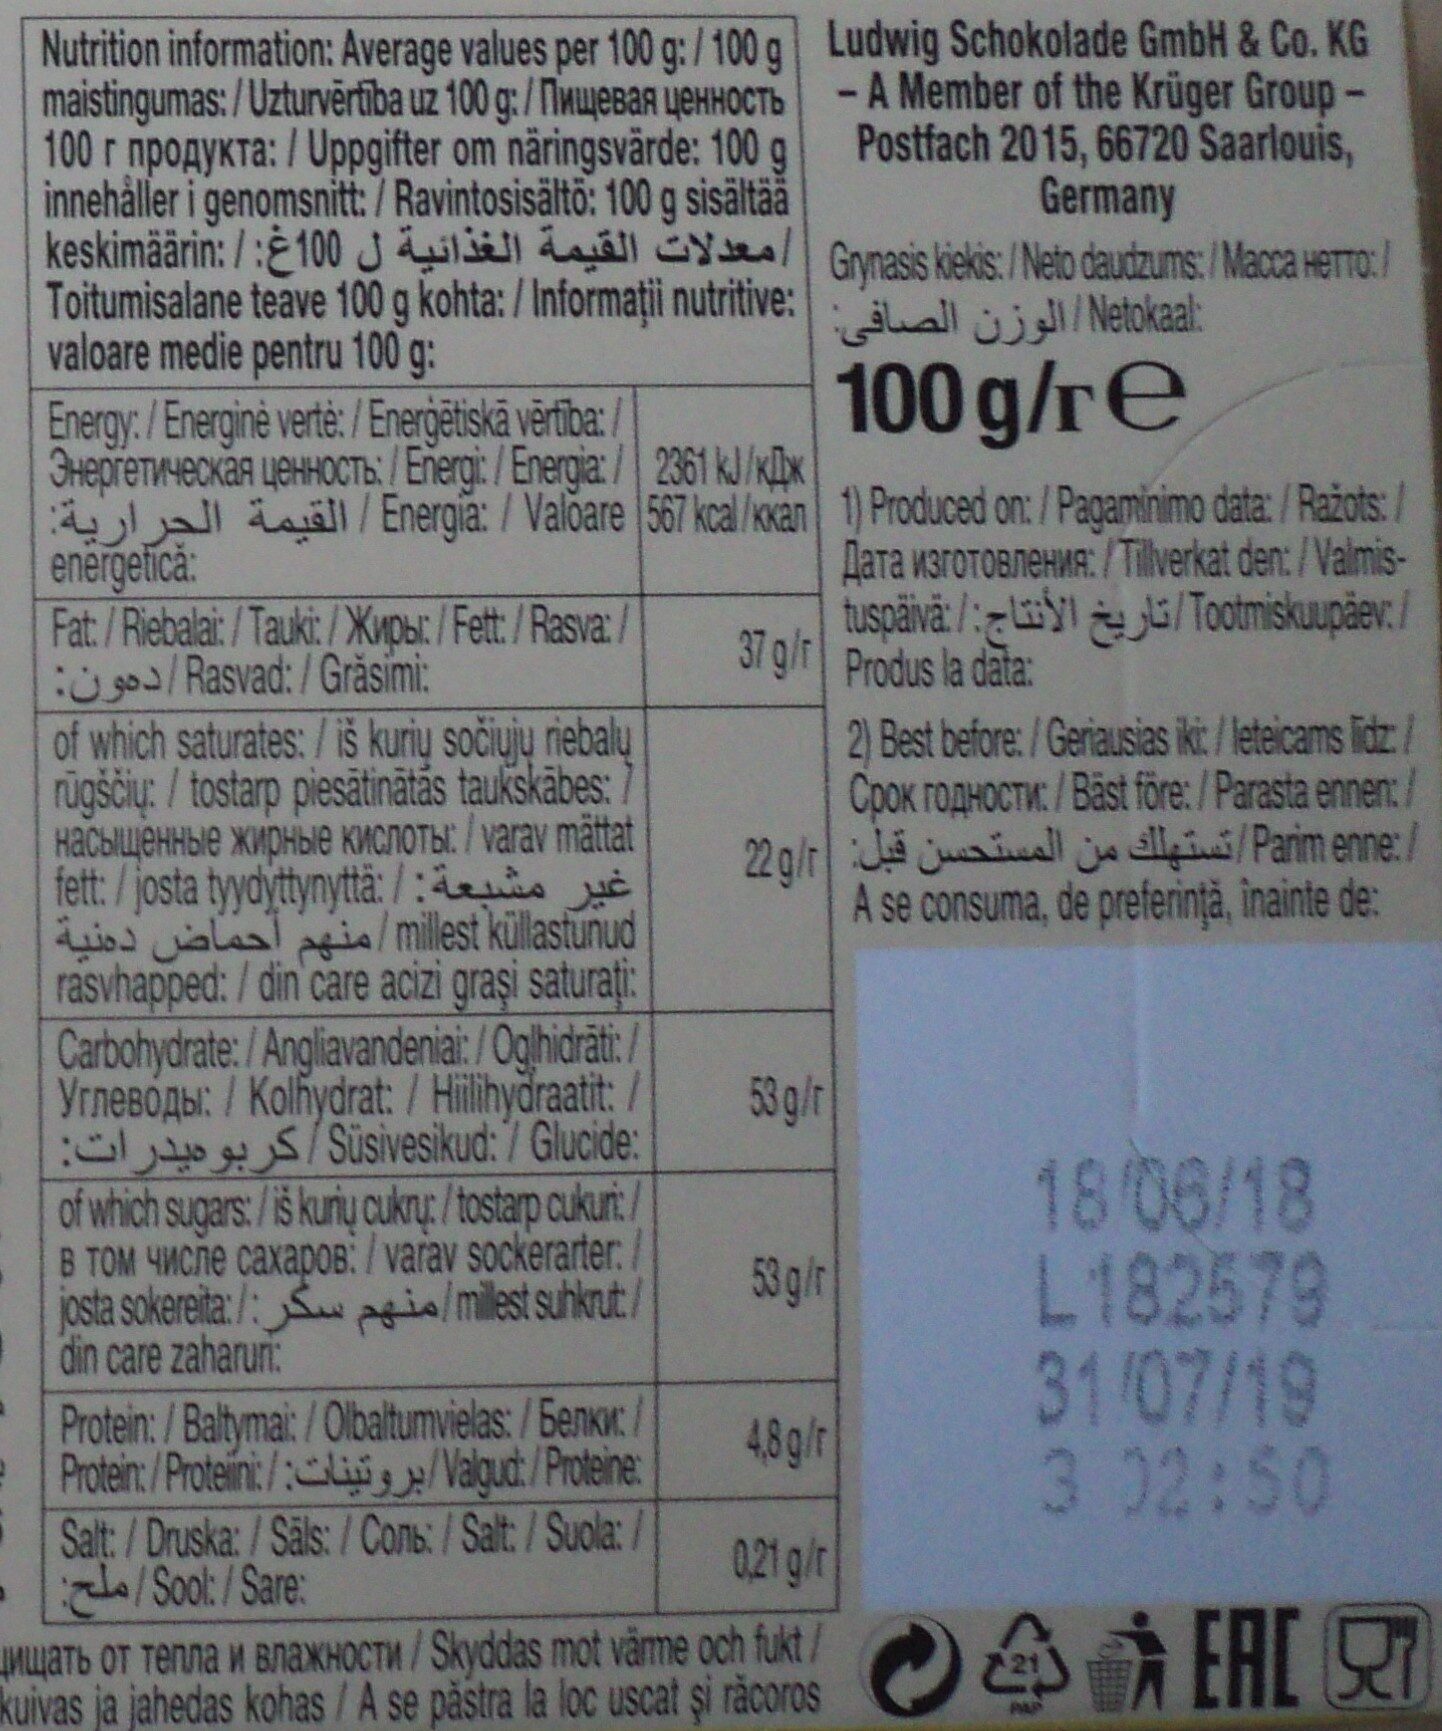 Nutrition information: Average values per 100 g: / 100 g
maistingumas: / Uzturvērtība uz 100 g: / Пищевая ценность
100 г продукта: / Uppgifter om näringsvärde: 100 g
innehåller i genomsnitt: / Ravintosisältö: 100 g sisältää
keskimäärin: / معدلات القيمة الغذائية ل 100غ: /
Toitumisalane teave 100 g kohta: / Informaţii nutritive:
valoare medie pentru 100 g:
Energy: / Energinė vertė: / Enerģētiskā vērtība: /
Энергетическая ценность: / Energi: / Energia: /
القيمة الحرارية: / Energia: / Valoare
energetică:
2361 kJ/кДж
567 kcal/ккал
Fat: / Riebalai: / Tauki: / Жиры: / Fett: / Rasva: /
دهون: / Rasvad: / Grăsimi:
37 g/г
of which saturates: / iš kurių sočiųjų riebalų
rūgščių: / tostarp piesātinātās taukskābes: /
насыщенные жирные кислоты: / varav mättat
fett: / josta tyydyttynyttä: / غير مشبعة:
منهم أحماض دهنية / millest küllastunud
rasvhapped: / din care acizi graşi saturaţi:
22 g/г
Carbohydrate: / Angliavandeniai: / Ogļhidrāti: /
Углеводы: / Kolhydrat: / Hiilihydraatit: /
كربوهيدرات: / Süsivesikud: / Glucide:
53 g/г
of which sugars: / iš kurių cukrų: / tostarp cukuri: /
в том числе сахаров: / varav sockerarter: /
josta sokereita: / منهم سكر: / millest suhkrut: /
din care zaharuri:
53 g/г
Protein: / Baltymai: / Olbaltumvielas: / Белки: /
Protein: / Proteiini: / بروتينات: / Valgud: / Proteine:
4,8 g/г
Salt: / Druska: / Sāls: / Соль: / Salt: / Suola: /
ملح: / Sool: / Sare:
0,21 g/г
щищать от тепла и влажности / Skyddas mot värme och fukt /
kuivas ja jahedas kohas / A se păstra la loc uscat şi răcoros
Ludwig Schokolade GmbH & Co. KG
– A Member of the Krüger Group –
Postfach 2015, 66720 Saarlouis,
Germany
Grynasis kiekis: / Neto daudzums: / Масса нетто: /
الوزن الصافي: / Netokaal:
100 g/г ℮
1) Produced on: / Pagaminimo data: / Ražots: /
Дата изготовления: / Tillverkat den: / Valmis-
tuspäivä: / تاريخ الأنتاج: / Tootmiskuupäev: /
Produs la data:
2) Best before: / Geriausias iki: / Ieteicams līdz: /
Срок годности: / Bäst före: / Parasta ennen: /
تستهلك من المستحسن قبل: / Parim enne: /
A se consuma, de preferinţă, înainte de:
18/06/18
L182579
31/07/19
3 02:50
21
PAP
EAC